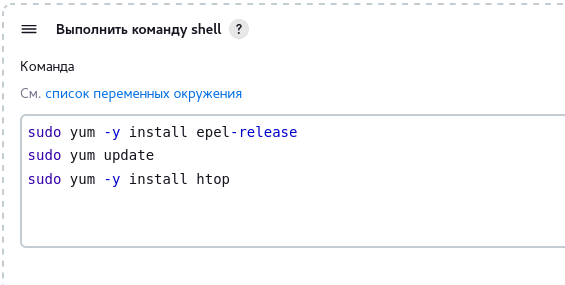 Выполнить команду shell ?
Команда
См. список переменных окружения
sudo yum -y install epel-release
sudo yum update
sudo yum -y install htop